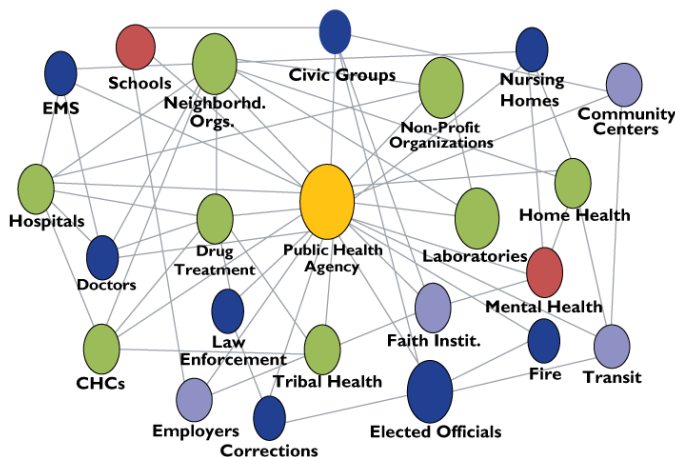 Schools
Civic Groups
EMS
Neighborhd.
Orgs.
Nursing
Homes
Non-Profit
Organizations
Community
Centers
Hospitals
Drug
Treatment
Public Health
Agency
Laboratories
Home Health
Doctors
Mental Health
Law
Enforcement
Faith Instit.
CHCs
Tribal Health
Fire
Transit
Employers
Corrections
Elected Officials